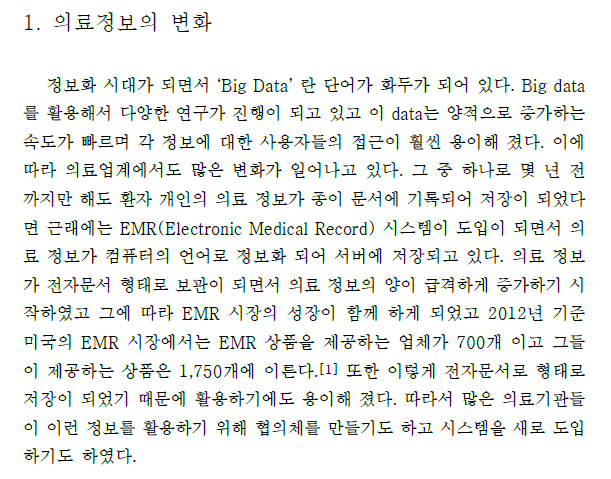 1. 의료정보의 변화
정보화 시대가 되면서 ‘Big Data’ 란 단어가 화두가 되어 있다. Big data
를 활용해서 다양한 연구가 진행이 되고 있고 이 data는 양적으로 증가하는
속도가 빠르며 각 정보에 대한 사용자들의 접근이 훨씬 용이해 졌다. 이에
따라 의료업계에서도 많은 변화가 일어나고 있다. 그 중 하나로 몇 년 전
까지만 해도 환자 개인의 의료 정보가 종이 문서에 기록되어 저장이 되었다
면 근래에는 EMR(Electronic Medical Record) 시스템이 도입이 되면서 의
료 정보가 컴퓨터의 언어로 정보화 되어 서버에 저장되고 있다. 의료 정보
가 전자문서 형태로 보관이 되면서 의료 정보의 양이 급격하게 증가하기 시
작하였고 그에 따라 EMR 시장의 성장이 함께 하게 되었고 2012년 기준
미국의 EMR 시장에서는 EMR 상품을 제공하는 업체가 700개 이고 그들
이 제공하는 상품은 1,750개에 이른다.[1] 또한 이렇게 전자문서로 형태로
저장이 되었기 때문에 활용하기에도 용이해 졌다. 따라서 많은 의료기관들
이 이런 정보를 활용하기 위해 협의체를 만들기도 하고 시스템을 새로 도입
하기도 하였다.